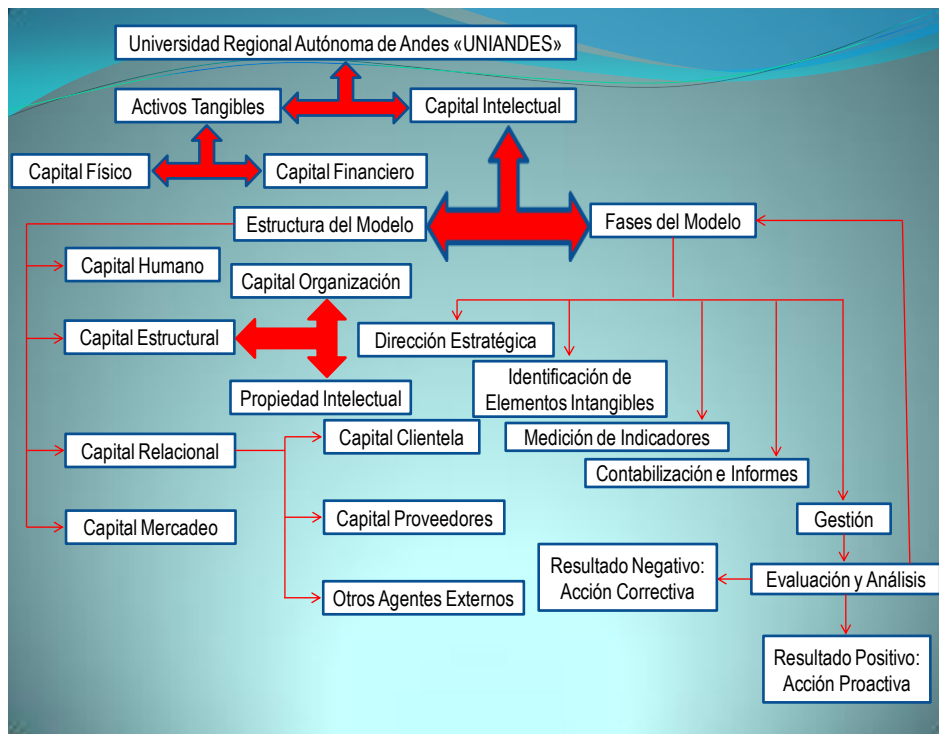 Universidad Regional Autónoma de Andes «UNIANDES»
Activos Tangibles
Capital Intelectual
Capital Físico
Capital Financiero
Estructura del Modelo
Fases del Modelo
Capital Humano
Capital Organización
Capital Estructural
Propiedad Intelectual
Capital Relacional
Capital Clientela
Capital Proveedores
Otros Agentes Externos
Capital Mercadeo
Dirección Estratégica
Identificación de
Elementos Intangibles
Medición de Indicadores
Contabilización e Informes
Gestión
Evaluación y Análisis
Resultado Negativo:
Acción Correctiva
Resultado Positivo:
Acción Proactiva